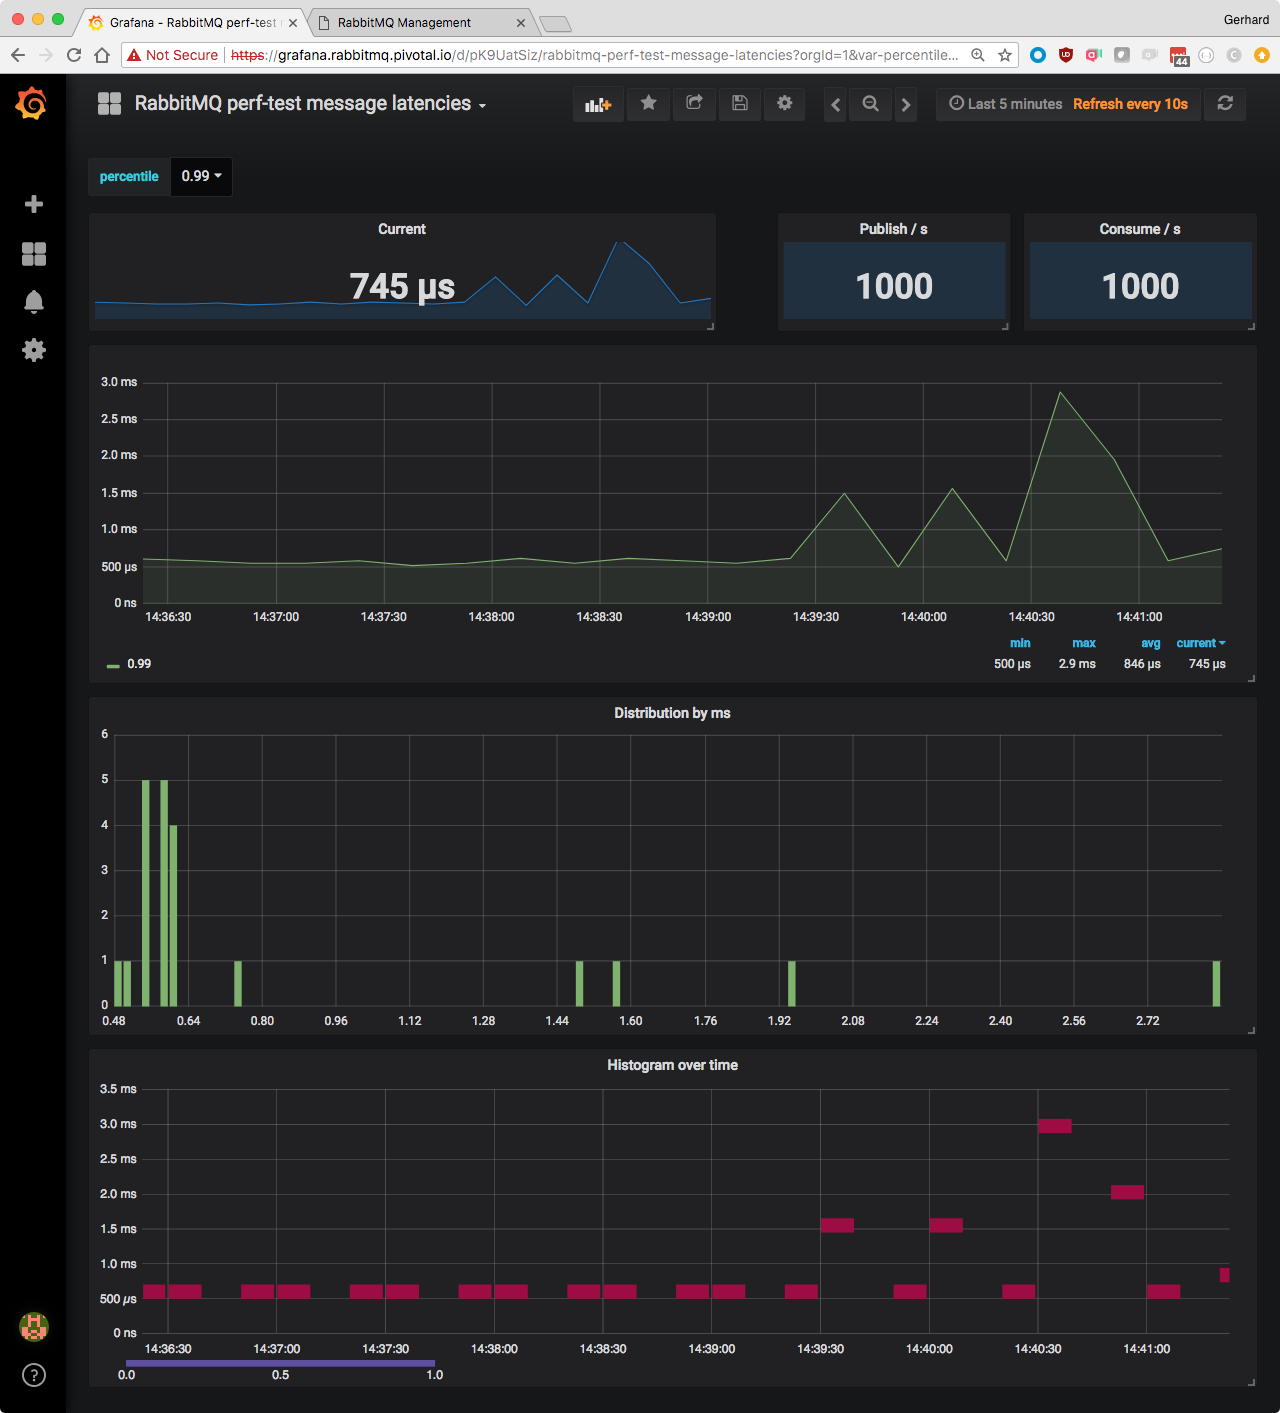 Grafana - RabbitMQ perf-test
RabbitMQ Management
Gerhard
Not Secure https://grafana.rabbitmq.pivotal.io/d/pK9UatSiz/rabbitmq-perf-test-message-latencies?orgId=1&var-percentile...
44
RabbitMQ perf-test message latencies
Last 5 minutes Refresh every 10s
percentile 0.99
Current
745 µs
Publish / s
1000
Consume / s
1000
3.0 ms
2.5 ms
2.0 ms
1.5 ms
1.0 ms
500 µs
0 ns
14:36:30 14:37:00 14:37:30 14:38:00 14:38:30 14:39:00 14:39:30 14:40:00 14:40:30 14:41:00
min max avg current
0.99 500 µs 2.9 ms 846 µs 745 µs
Distribution by ms
6
5
4
3
2
1
0
0.48 0.64 0.80 0.96 1.12 1.28 1.44 1.60 1.76 1.92 2.08 2.24 2.40 2.56 2.72
Histogram over time
3.5 ms
3.0 ms
2.5 ms
2.0 ms
1.5 ms
1.0 ms
500 µs
0 ns
14:36:30 14:37:00 14:37:30 14:38:00 14:38:30 14:39:00 14:39:30 14:40:00 14:40:30 14:41:00
0.0 0.5 1.0